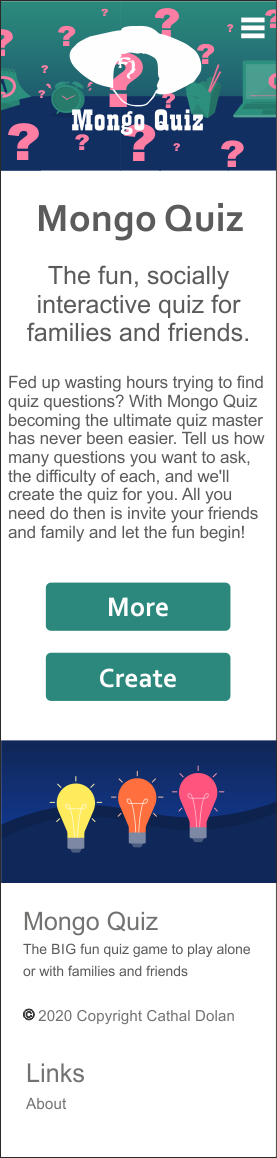 Mongo Quiz
Mongo Quiz
The fun, socially
interactive quiz for
families and friends.
Fed up wasting hours trying to find
quiz questions? With Mongo Quiz
becoming the ultimate quiz master
has never been easier. Tell us how
many questions you want to ask,
the difficulty of each, and we'll
create the quiz for you. All you
need do then is invite your friends
and family and let the fun begin!
More
Create
Mongo Quiz
The BIG fun quiz game to play alone
or with families and friends
© 2020 Copyright Cathal Dolan
Links
About